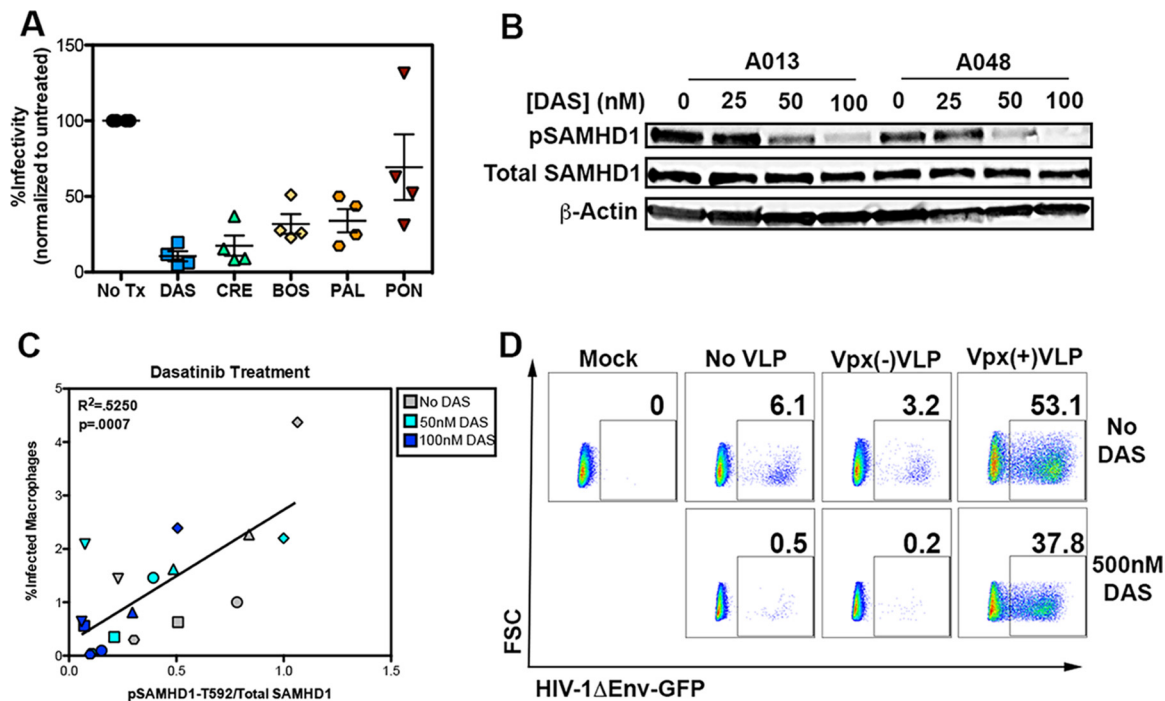 A
%Infectivity
(normalized to untreated)
150
100
50
0
No Tx DAS CRE BOS PAL PON
B
A013 A048
[DAS] (nM) 0 25 50 100 0 25 50 100
pSAMHD1
Total SAMHD1
β-Actin
C
Dasatinib Treatment
R²=.5250
p=.0007
No DAS
50nM DAS
100nM DAS
%Infected Macrophages
5
4
3
2
1
0
0.0 0.5 1.0 1.5
pSAMHD1-T592/Total SAMHD1
D
Mock No VLP Vpx(-)VLP Vpx(+)VLP
0 6.1 3.2 53.1
No
DAS
0.5 0.2 37.8
500nM
DAS
FSC
HIV-1ΔEnv-GFP